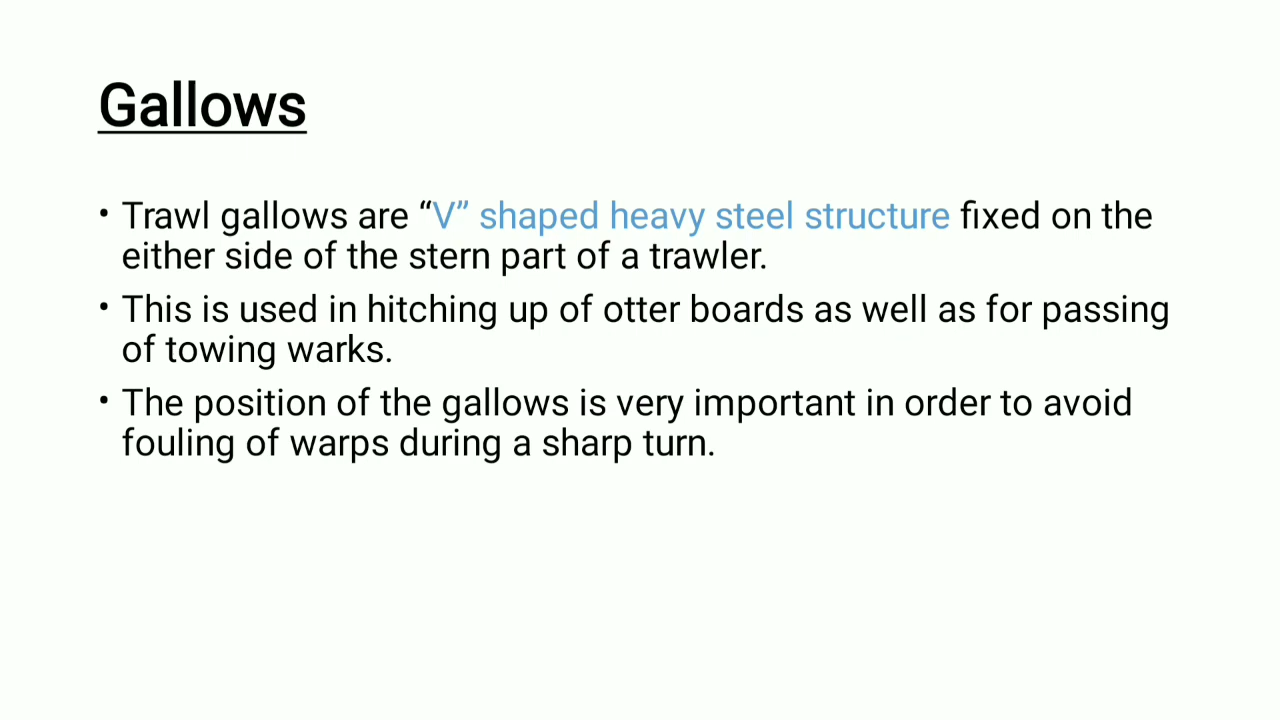 Gallows
• Trawl gallows are “V” shaped heavy steel structure fixed on the
either side of the stern part of a trawler.
• This is used in hitching up of otter boards as well as for passing
of towing warks.
• The position of the gallows is very important in order to avoid
fouling of warps during a sharp turn.